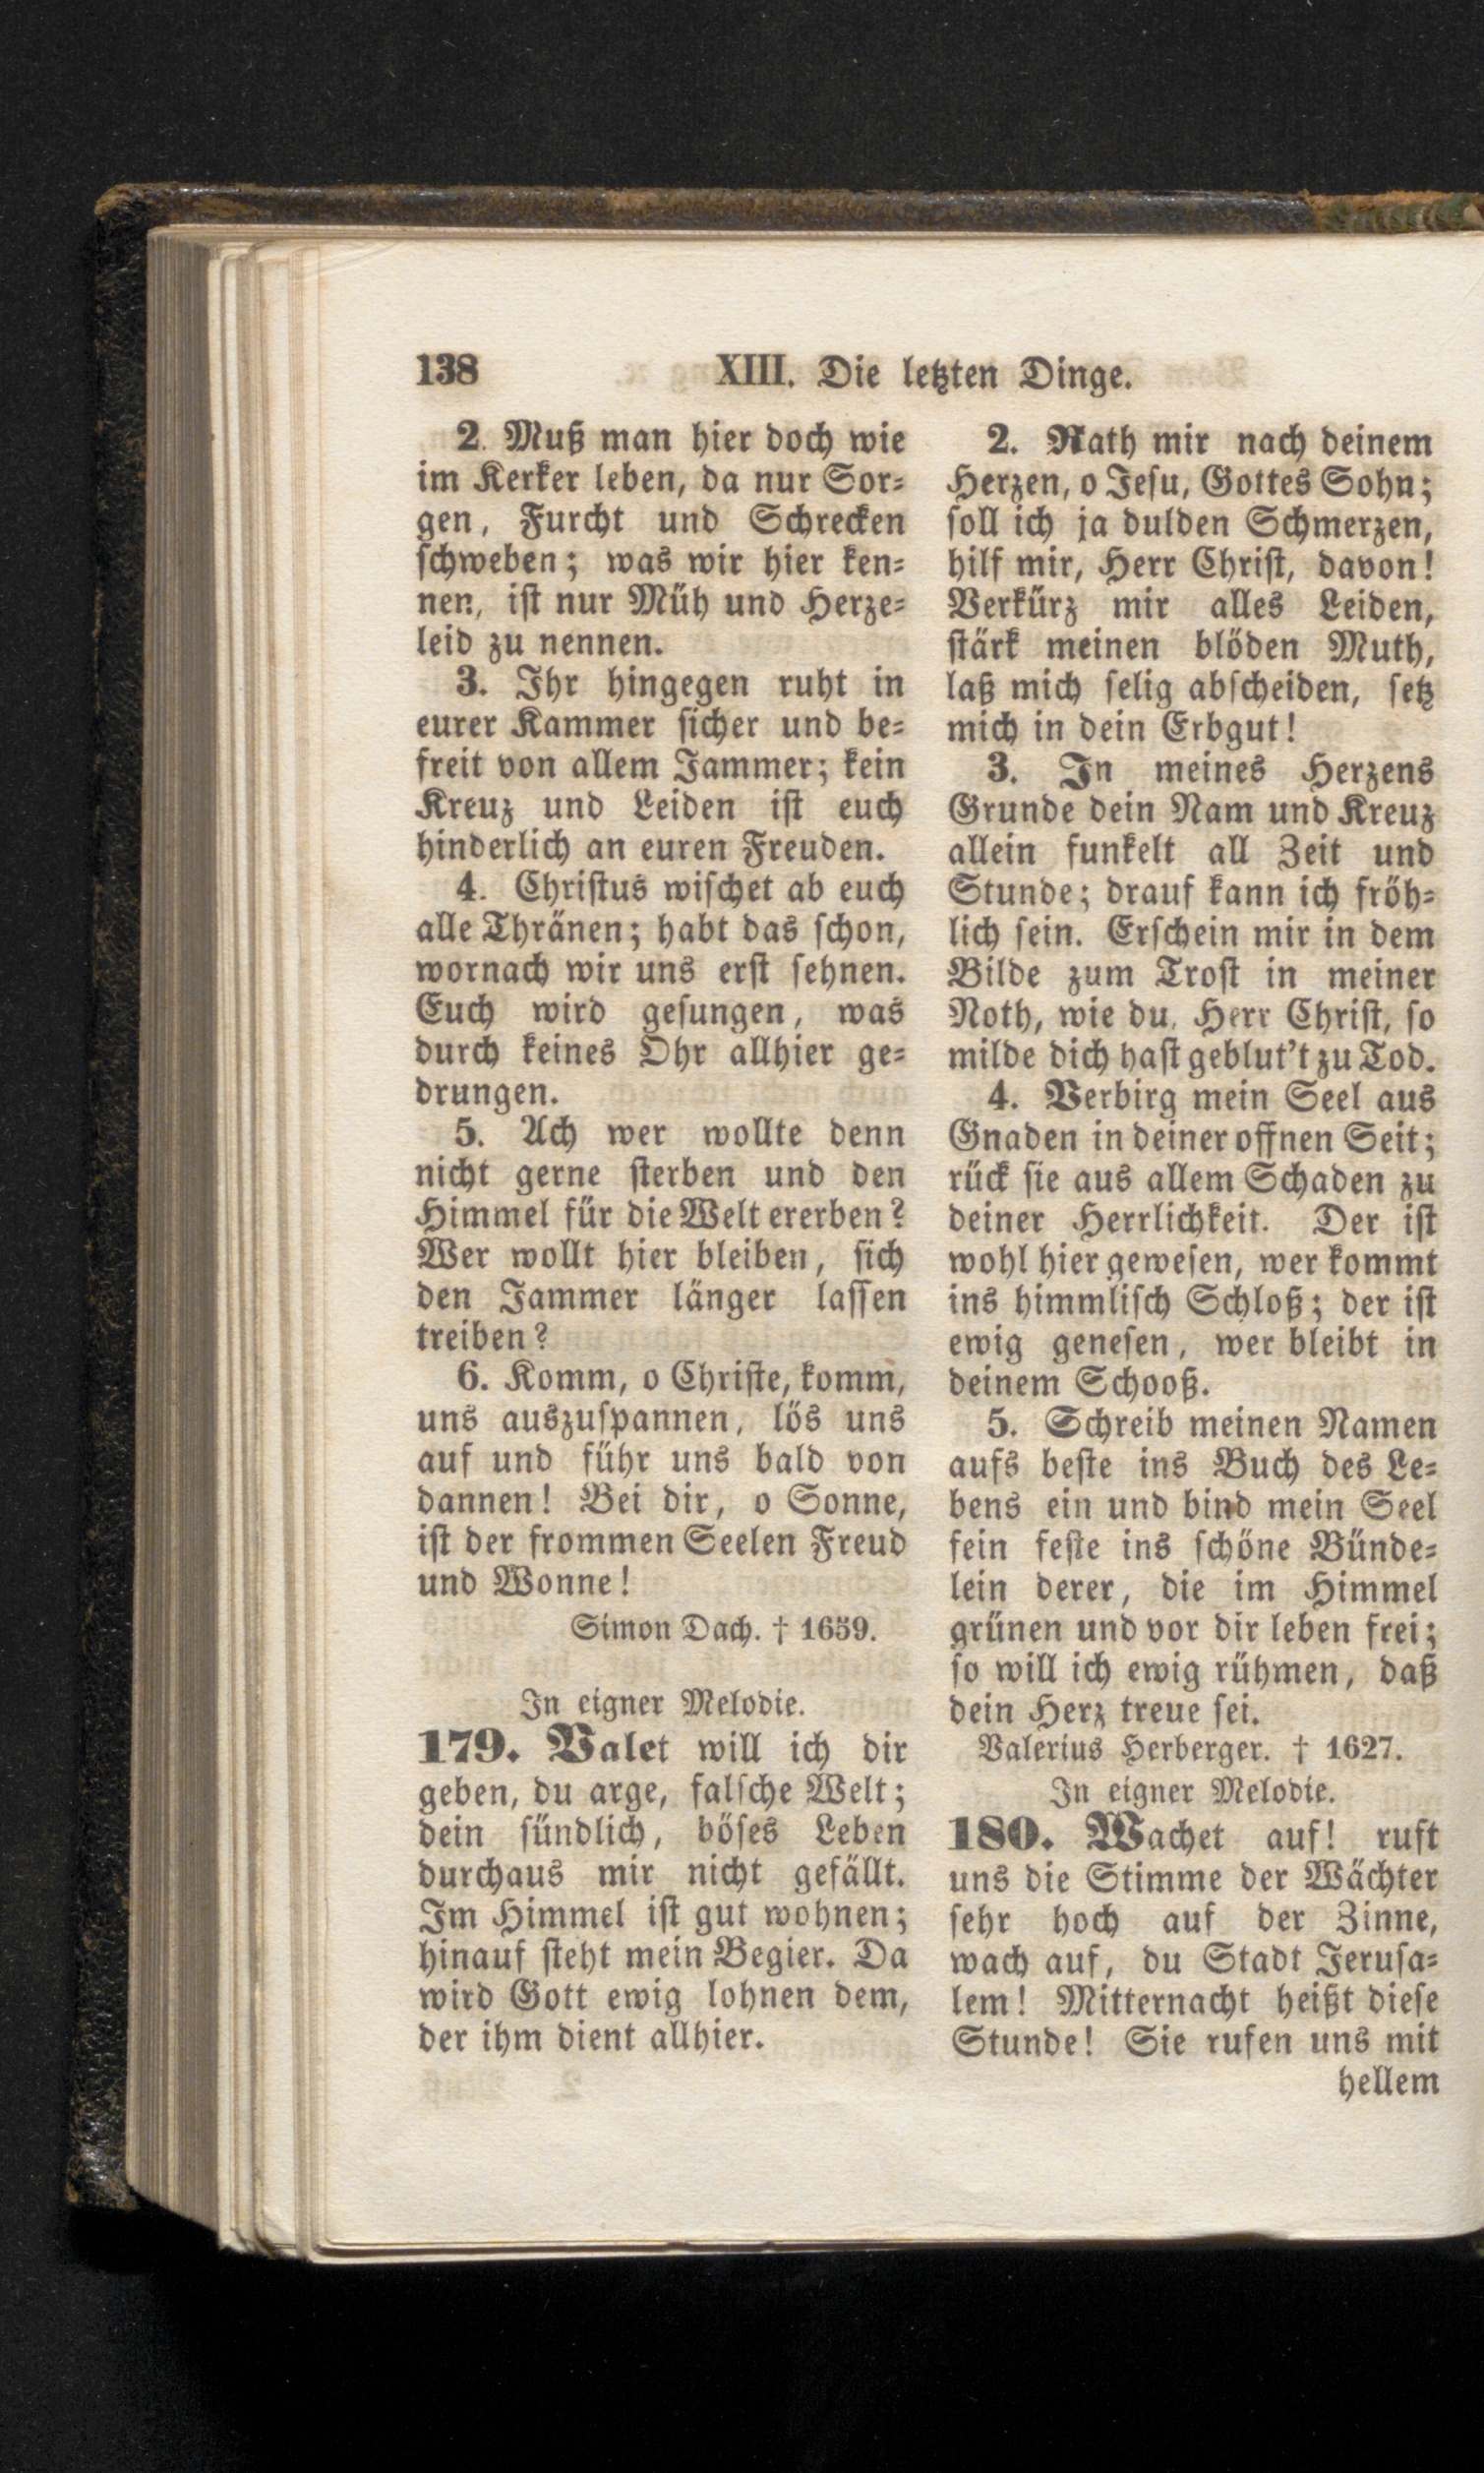 138 XIII. Die letzten Dinge.
2. Muß man hier doch wie
im Kerker leben, da nur Sor-
gen, Furcht und Schrecken
schweben; was wir hier ken-
nen, ist nur Müh und Herze-
leid zu nennen.
3. Ihr hingegen ruht in
eurer Kammer sicher und be-
freit von allem Jammer; kein
Kreuz und Leiden ist euch
hinderlich an euren Freuden.
4. Christus wischet ab euch
alle Thränen; habt das schon,
wornach wir uns erst sehnen.
Euch wird gesungen, was
durch keines Ohr allhier ge-
drungen.
5. Ach wer wollte denn
nicht gerne sterben und den
Himmel für die Welt ererben?
Wer wollt hier bleiben, sich
den Jammer länger lassen
treiben?
6. Komm, o Christe, komm,
uns auszuspannen, lös uns
auf und führ uns bald von
dannen! Bei dir, o Sonne,
ist der frommen Seelen Freud
und Wonne!
Simon Dach. † 1659.
In eigner Melodie.
179. Valet will ich dir
geben, du arge, falsche Welt;
dein sündlich, böses Leben
durchaus mir nicht gefällt.
Im Himmel ist gut wohnen;
hinauf steht mein Begier. Da
wird Gott ewig lohnen dem,
der ihm dient allhier.
2. Rath mir nach deinem
Herzen, o Jesu, Gottes Sohn;
soll ich ja dulden Schmerzen,
hilf mir, Herr Christ, davon!
Verkürz mir alles Leiden,
stärk meinen blöden Muth,
laß mich selig abscheiden, setz
mich in dein Erbgut!
3. In meines Herzens
Grunde dein Nam und Kreuz
allein funkelt all Zeit und
Stunde; drauf kann ich fröh-
lich sein. Erschein mir in dem
Bilde zum Trost in meiner
Noth, wie du, Herr Christ, so
milde dich hast geblut't zu Tod.
4. Verbirg mein Seel aus
Gnaden in deiner offnen Seit;
rück sie aus allem Schaden zu
deiner Herrlichkeit. Der ist
wohl hier gewesen, wer kommt
ins himmlisch Schloß; der ist
ewig genesen, wer bleibt in
deinem Schooß.
5. Schreib meinen Namen
aufs beste ins Buch des Le-
bens ein und bind mein Seel
fein feste ins schöne Bünde-
lein derer, die im Himmel
grünen und vor dir leben frei;
so will ich ewig rühmen, daß
dein Herz treue sei.
Valerius Herberger. † 1627.
In eigner Melodie.
180. Wachet auf! ruft
uns die Stimme der Wächter
sehr hoch auf der Zinne,
wach auf, du Stadt Jerusa-
lem! Mitternacht heißt diese
Stunde! Sie rufen uns mit
hellem